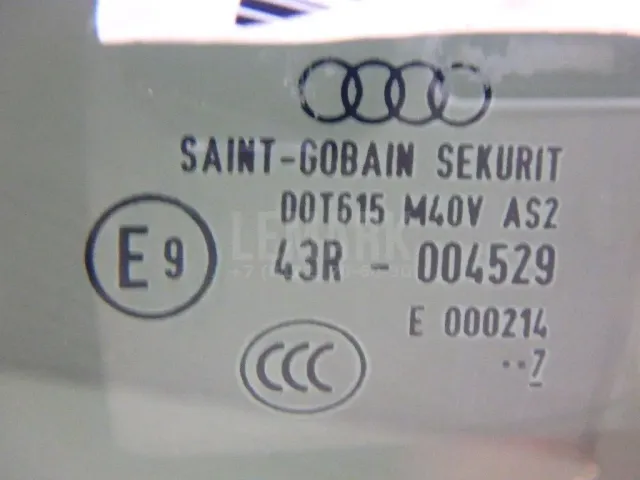 SAINT-GOBAIN SEKURIT
DOT615 M40V AS2
E9 43R - 004529
E 000214
CCC
..7